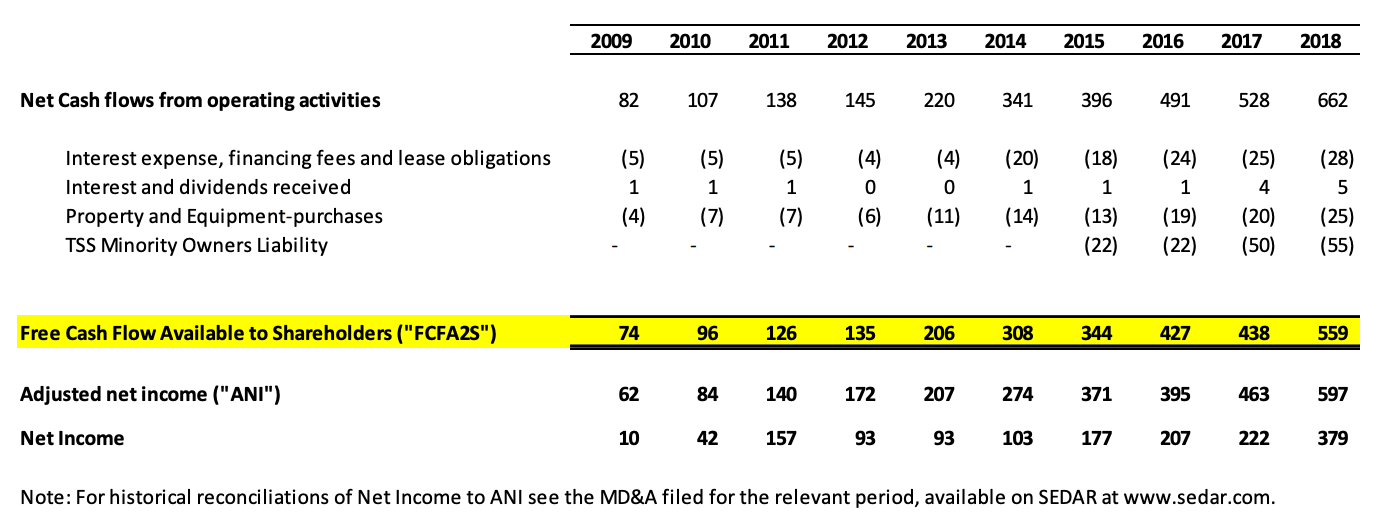 2009 2010 2011 2012 2013 2014 2015 2016 2017 2018
Net Cash flows from operating activities 82 107 138 145 220 341 396 491 528 662
Interest expense, financing fees and lease obligations (5) (5) (5) (4) (4) (20) (18) (24) (25) (28)
Interest and dividends received 1 1 1 0 0 1 1 1 4 5
Property and Equipment-purchases (4) (7) (7) (6) (11) (14) (13) (19) (20) (25)
TSS Minority Owners Liability - - - - - - (22) (22) (50) (55)
Free Cash Flow Available to Shareholders ("FCFA2S") 74 96 126 135 206 308 344 427 438 559
Adjusted net income ("ANI") 62 84 140 172 207 274 371 395 463 597
Net Income 10 42 157 93 93 103 177 207 222 379
Note: For historical reconciliations of Net Income to ANI see the MD&A filed for the relevant period, available on SEDAR at www.sedar.com.